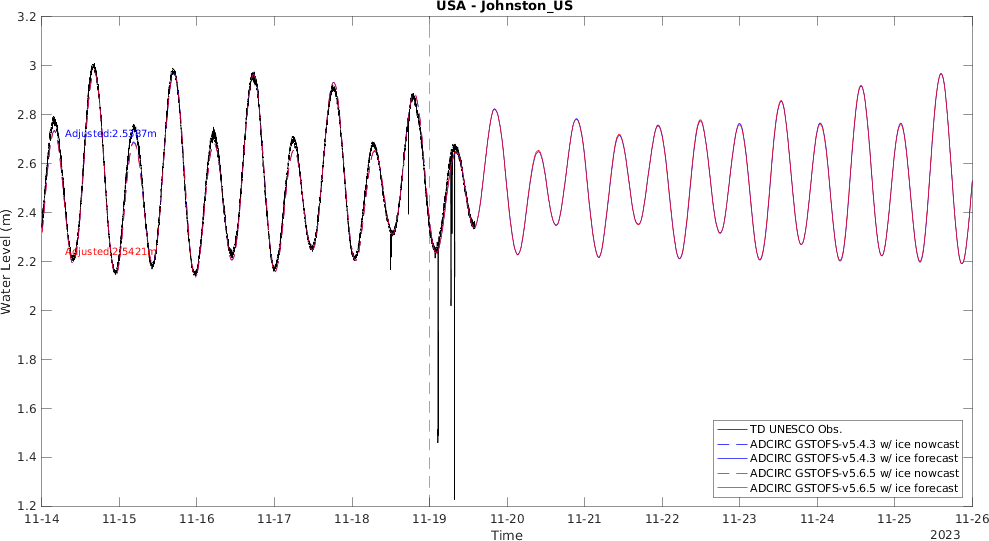 USA - Johnston_US
3.2
3
2.8
2.6
2.4
2.2
2
1.8
1.6
1.4
1.2
Water Level (m)
Adjusted:2.5387m
Adjusted:2.5421m
TD UNESCO Obs.
ADCIRC GSTOFS-v5.4.3 w/ ice nowcast
ADCIRC GSTOFS-v5.4.3 w/ ice forecast
ADCIRC GSTOFS-v5.6.5 w/ ice nowcast
ADCIRC GSTOFS-v5.6.5 w/ ice forecast
11-14 11-15 11-16 11-17 11-18 11-19 11-20 11-21 11-22 11-23 11-24 11-25 11-26
Time
2023